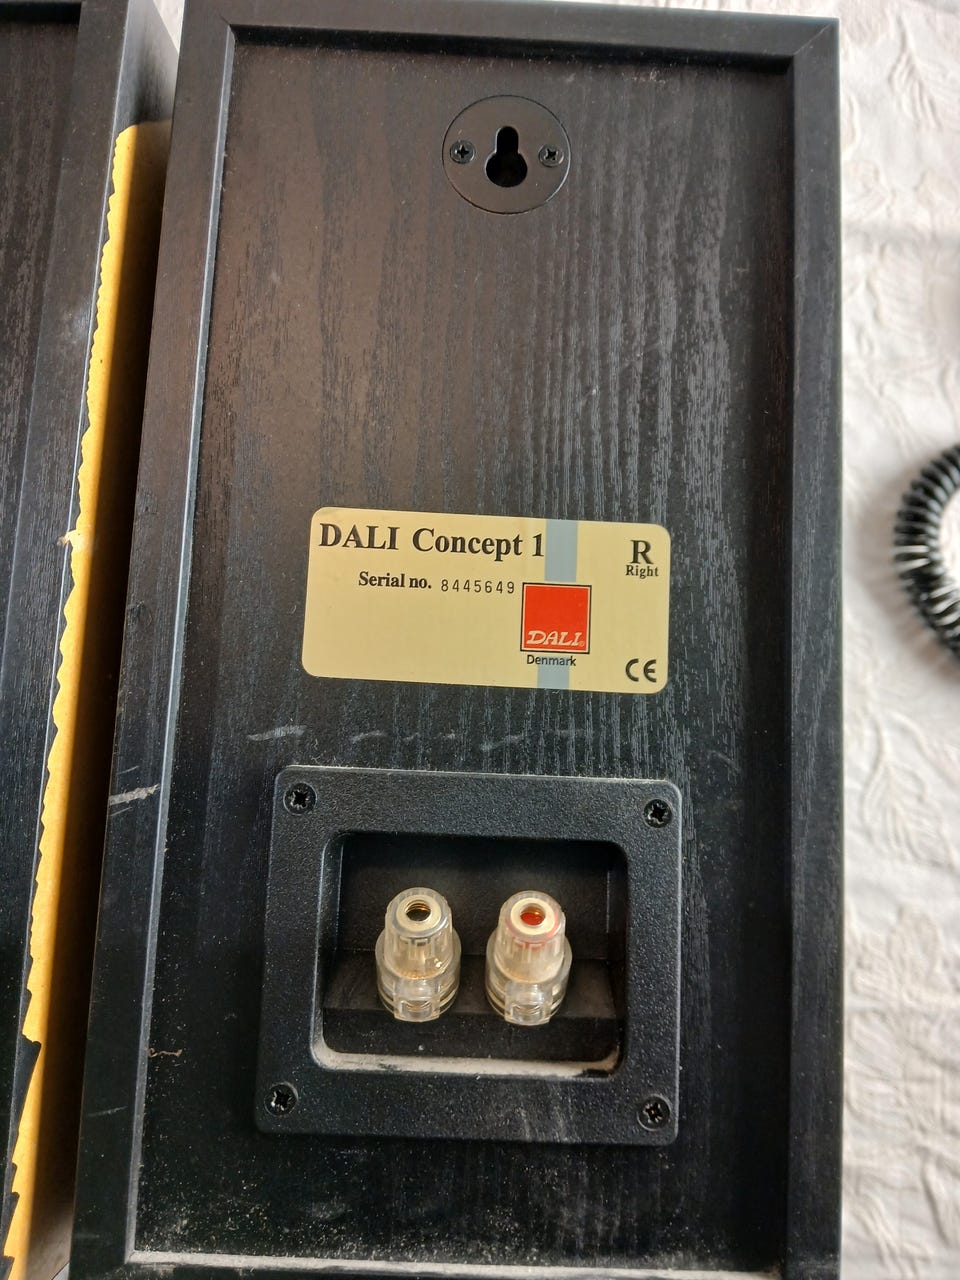 DALI Concept 1
R
Right
Serial no. 8445649
DALI®
Denmark
CE